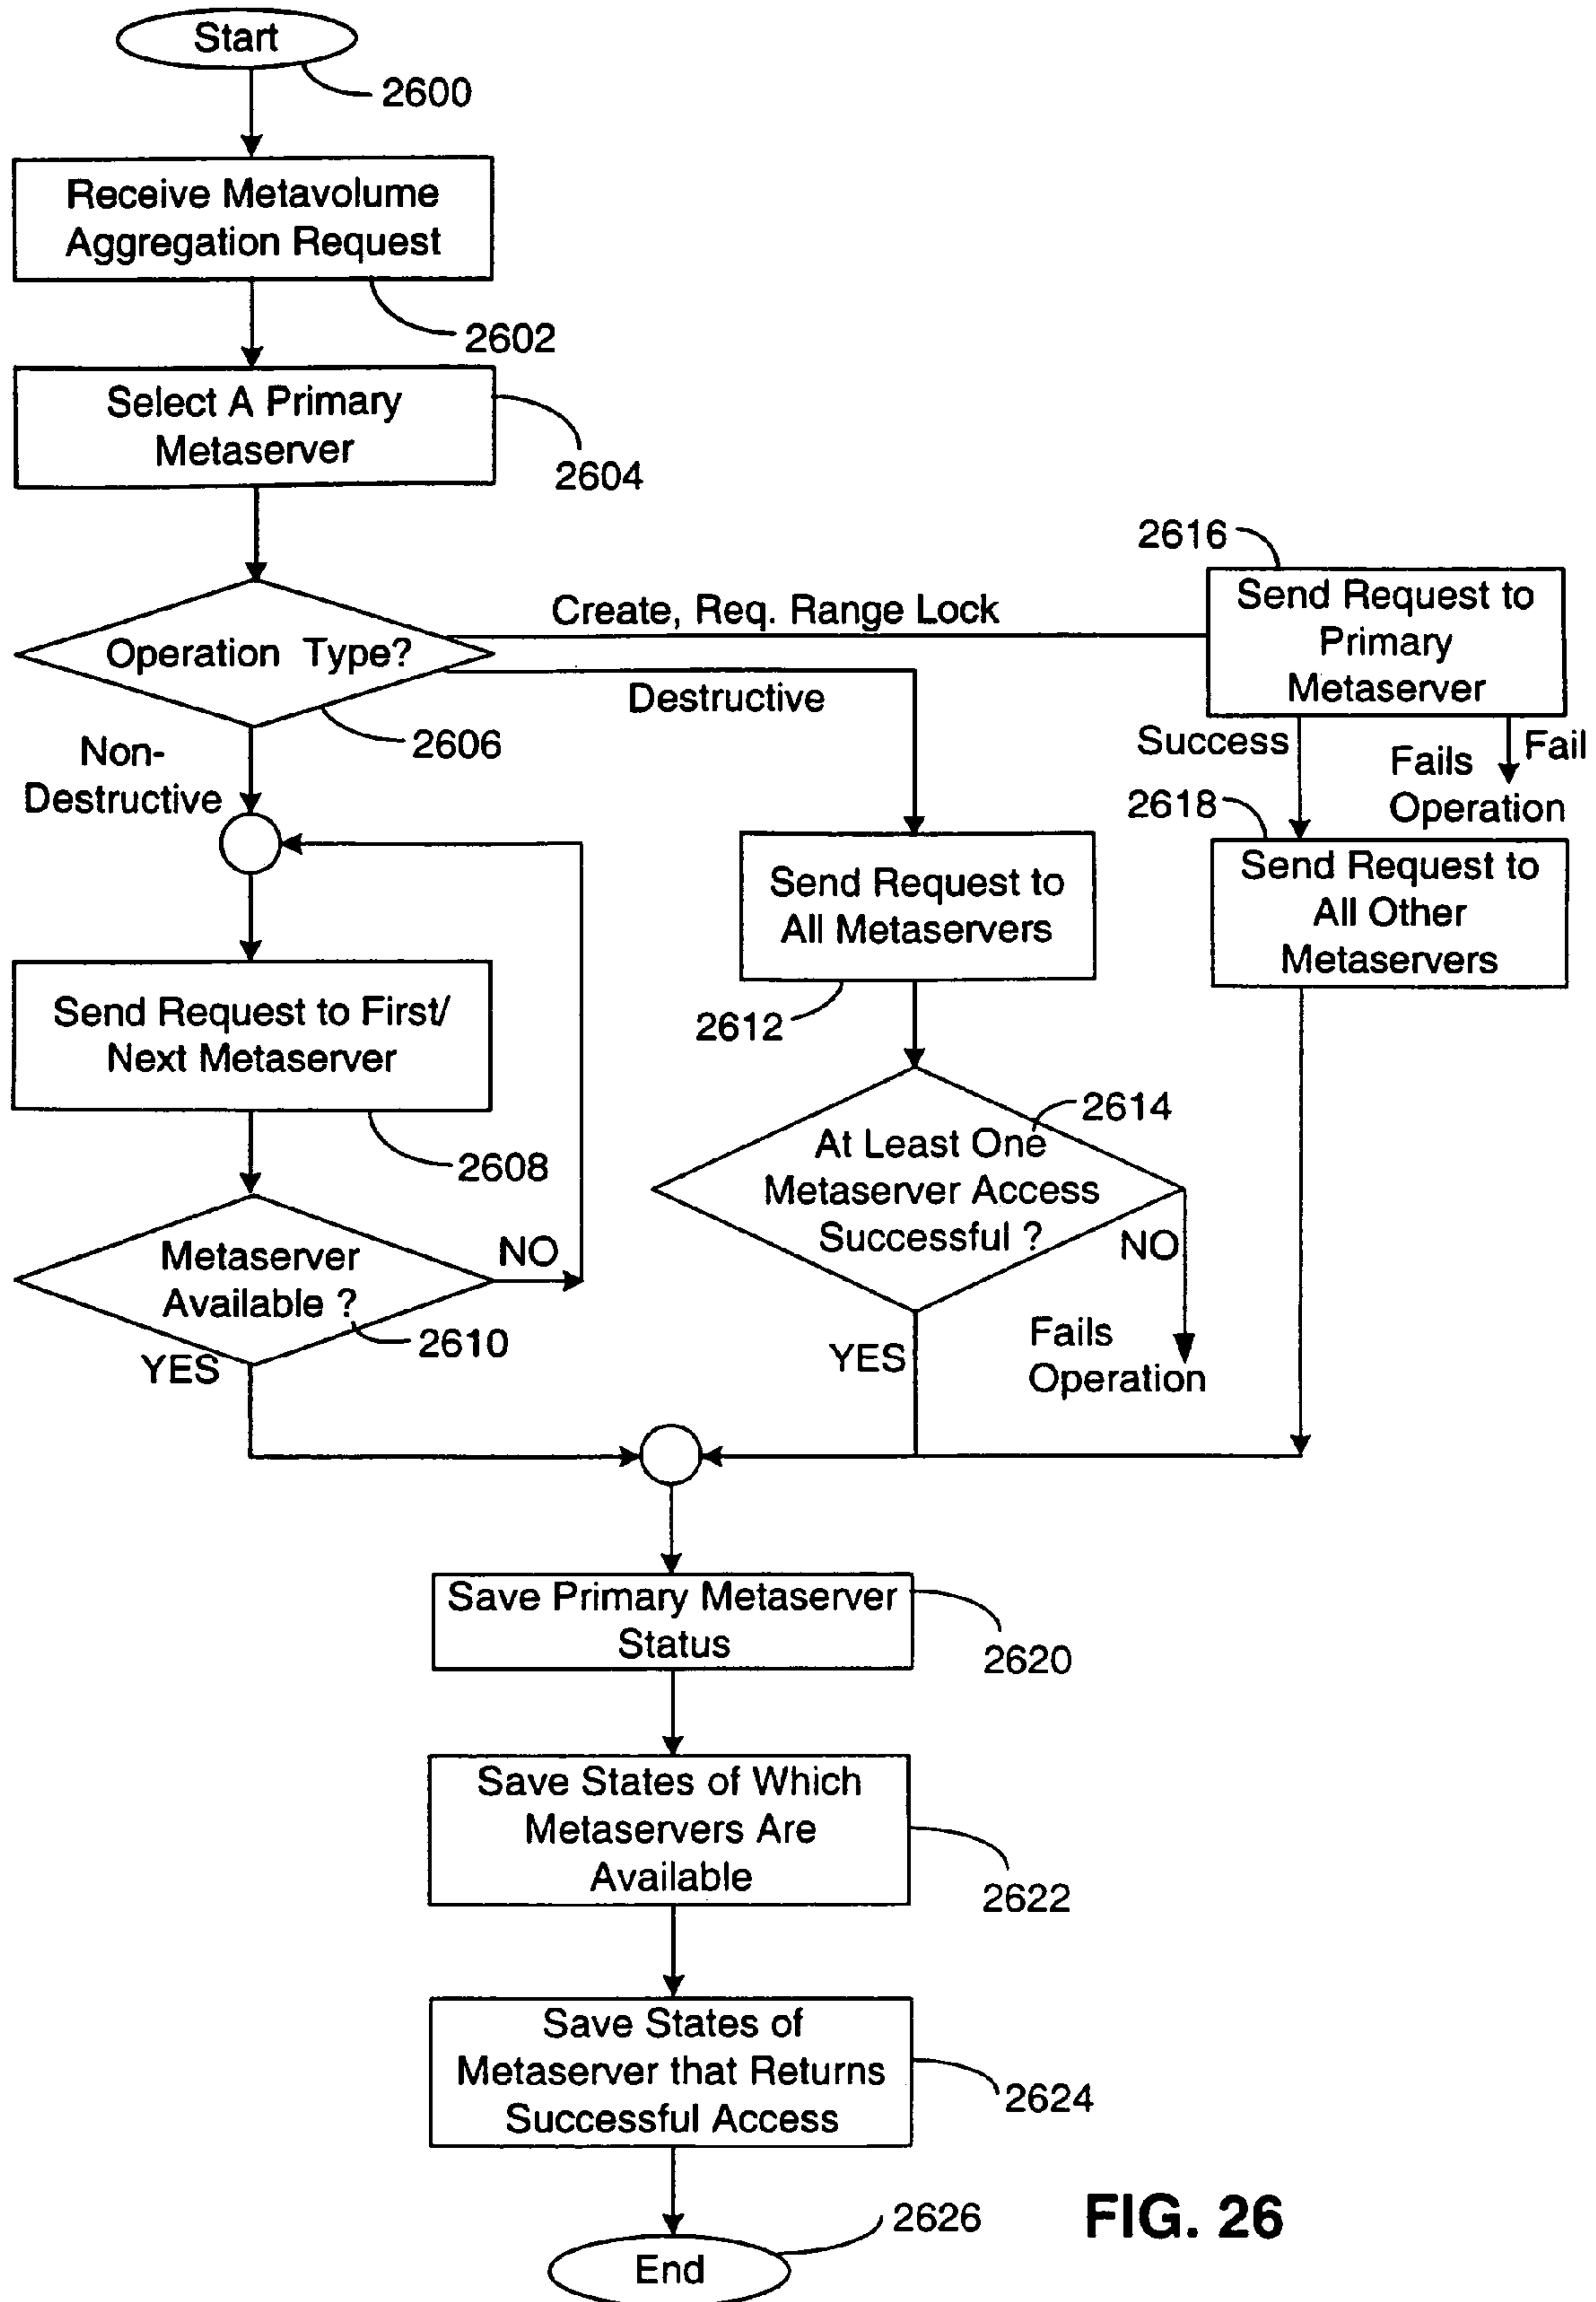 Start
2600
Receive Metavolume
Aggregation Request
2602
Select A Primary
Metaserver
2604
Operation Type?
2606
Create, Req. Range Lock
Destructive
Non-
Destructive
2616
Send Request to
Primary
Metaserver
Success
Fail
Fails
Operation
2618
Send Request to
All Other
Metaservers
Send Request to
All Metaservers
2612
Send Request to First/
Next Metaserver
2608
At Least One
Metaserver Access
Successful ?
2614
NO
Fails
Operation
YES
Metaserver
Available ?
NO
2610
YES
Save Primary Metaserver
Status
2620
Save States of Which
Metaservers Are
Available
2622
Save States of
Metaserver that Returns
Successful Access
2624
End
2626
FIG. 26